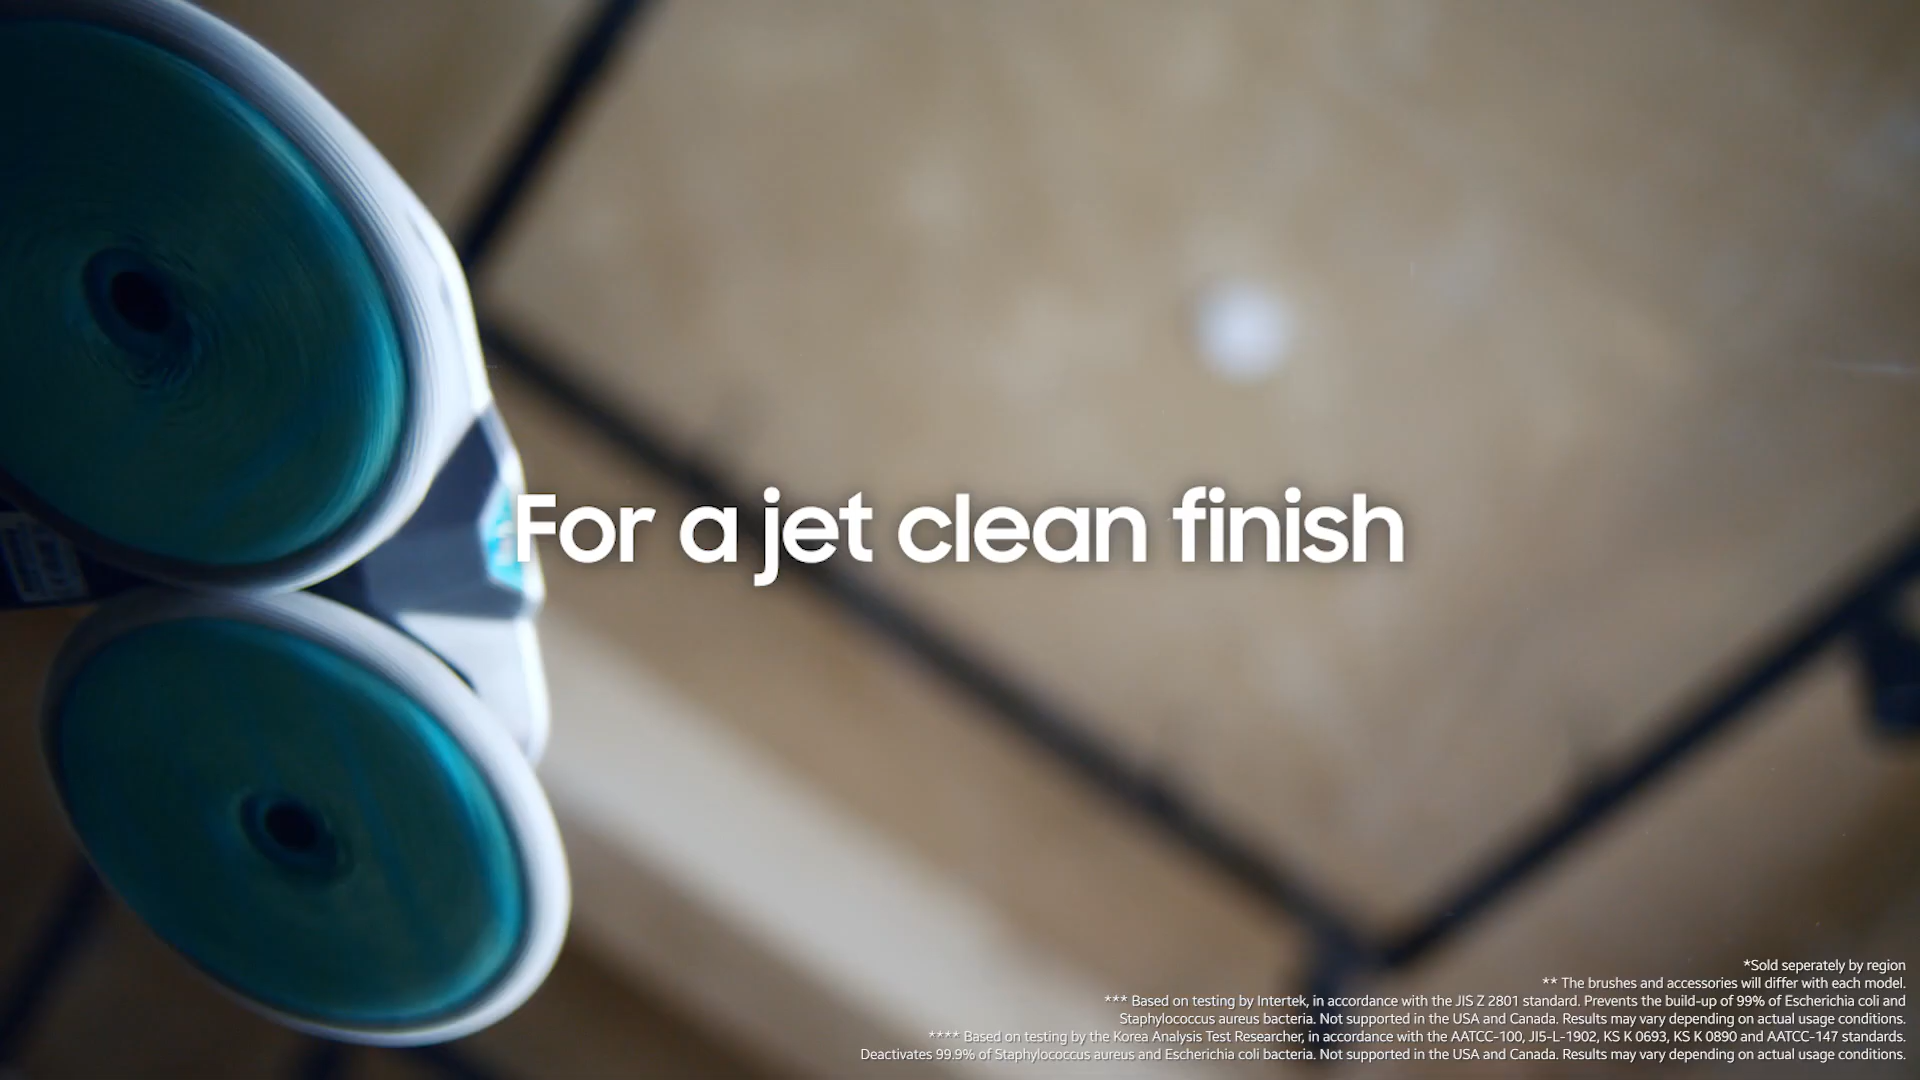 For a jet clean finish
*Sold seperately by region
** The brushes and accessories will differ with each model.
*** Based on testing by Intertek, in accordance with the JIS Z 2801 standard. Prevents the build-up of 99% of Escherichia coli and
Staphylococcus aureus bacteria. Not supported in the USA and Canada. Results may vary depending on actual usage conditions.
**** Based on testing by the Korea Analysis Test Researcher, in accordance with the AATCC-100, JI5-L-1902, KS K 0693, KS K 0890 and AATCC-147 standards.
Deactivates 99.9% of Staphylococcus aureus and Escherichia coli bacteria. Not supported in the USA and Canada. Results may vary depending on actual usage conditions.